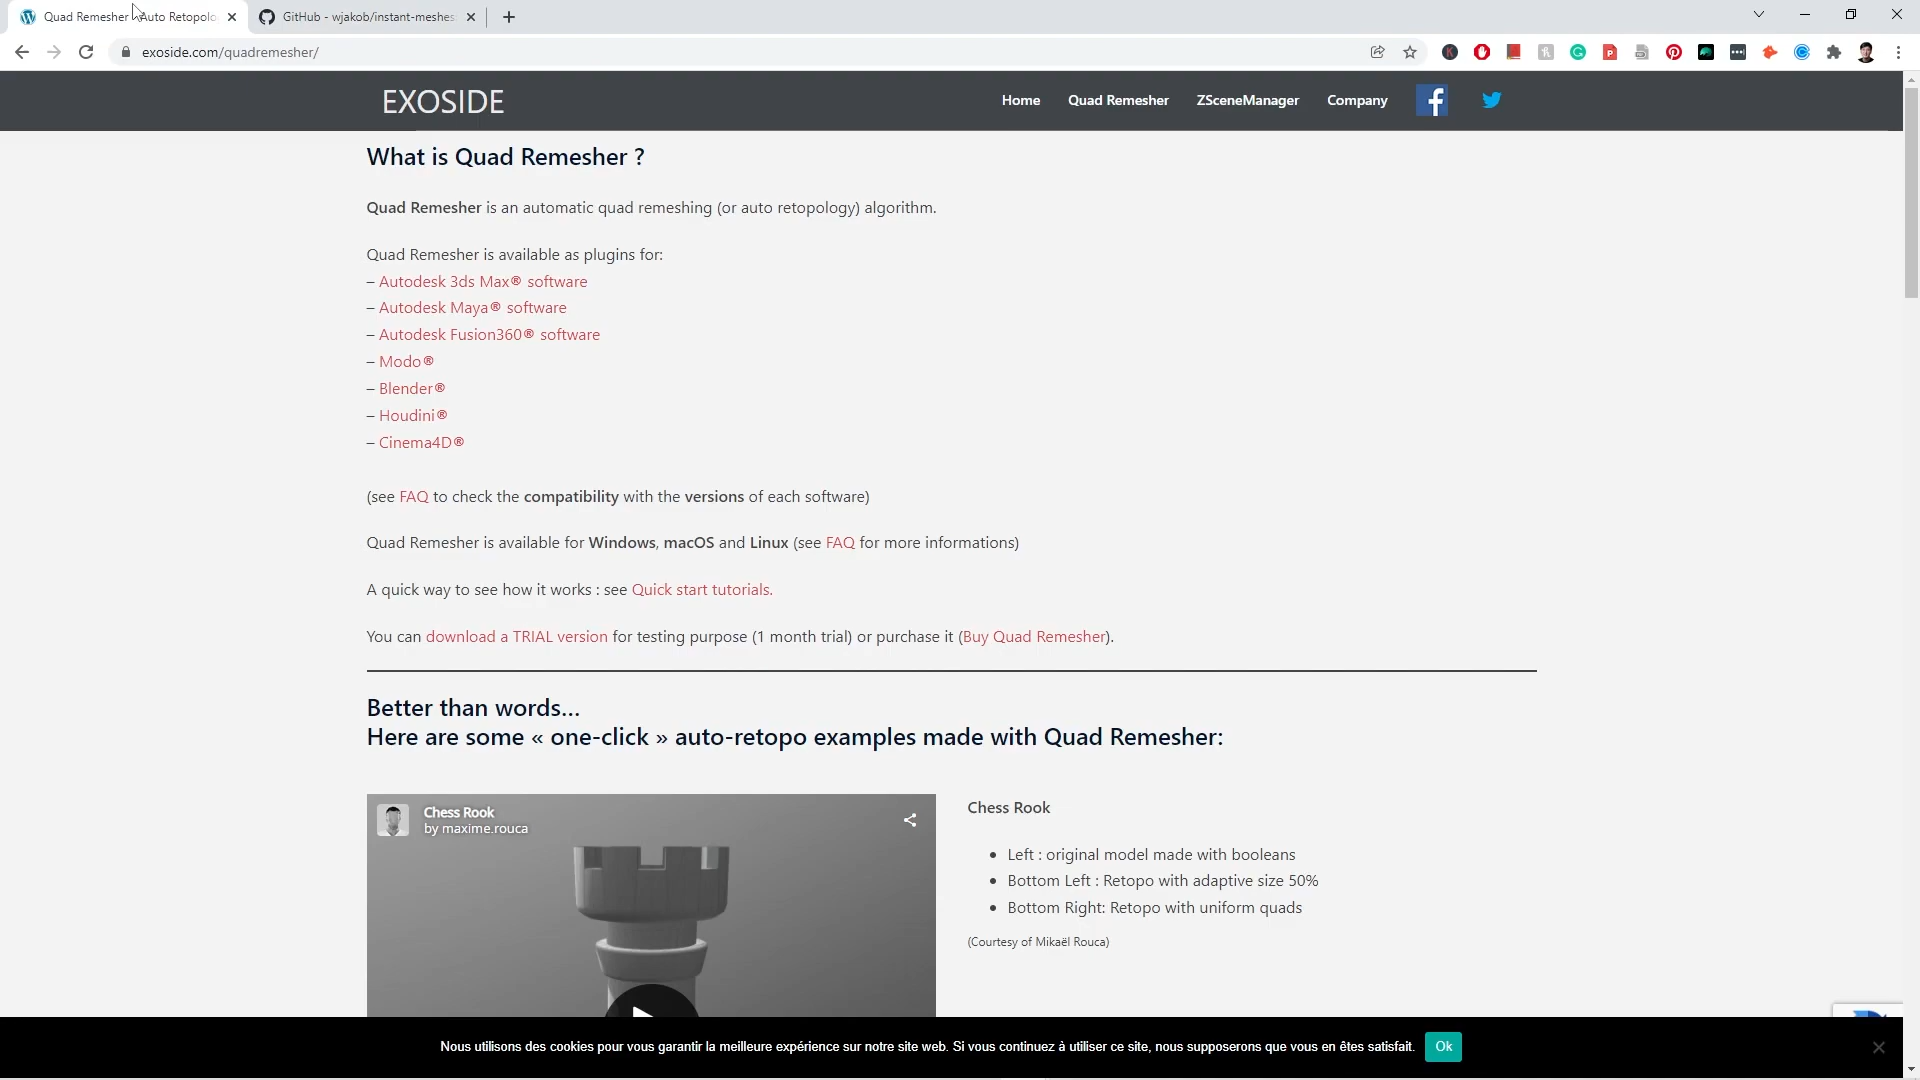 Quad Remesher - Auto Retopolo
GitHub - wjakob/instant-meshes
exoside.com/quadremesher/
EXOSIDE
Home
Quad Remesher
ZSceneManager
Company
What is Quad Remesher ?
Quad Remesher is an automatic quad remeshing (or auto retopology) algorithm.
Quad Remesher is available as plugins for:
– Autodesk 3ds Max® software
– Autodesk Maya® software
– Autodesk Fusion360® software
– Modo®
– Blender®
– Houdini®
– Cinema4D®
(see FAQ to check the compatibility with the versions of each software)
Quad Remesher is available for Windows, macOS and Linux (see FAQ for more informations)
A quick way to see how it works : see Quick start tutorials.
You can download a TRIAL version for testing purpose (1 month trial) or purchase it (Buy Quad Remesher).
Better than words…
Here are some « one-click » auto-retopo examples made with Quad Remesher:
Chess Rook
by maxime.rouca
Chess Rook
• Left : original model made with booleans
• Bottom Left : Retopo with adaptive size 50%
• Bottom Right: Retopo with uniform quads
(Courtesy of Mikaël Rouca)
Nous utilisons des cookies pour vous garantir la meilleure expérience sur notre site web. Si vous continuez à utiliser ce site, nous supposerons que vous en êtes satisfait.
Ok